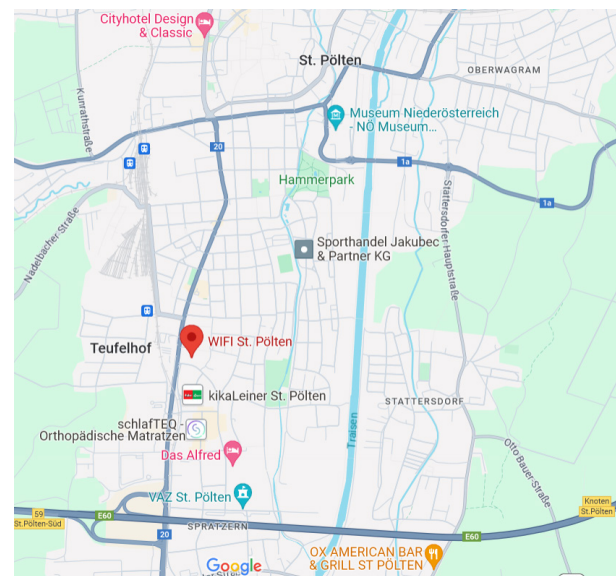 Cityhotel Design
& Classic
St. Pölten
OBERWAGRAM
Kunrathstraße
Museum Niederösterreich
- NÖ Museum...
20
1a
1a
Hammerpark
Stattersdorfer Hauptstraße
Nadelbacher Straße
Sporthandel Jakubec
& Partner KG
WIFI St. Pölten
Teufelhof
kikaLeiner St. Pölten
STATTERSDORF
schlafTEQ -
Orthopädische Matratzen
Traisen
Das Alfred
Otto Bauer-Straße
VAZ St. Pölten
Knoten
St.Pölten
59
St.Pölten-Süd
E60
SPRATZERN
20
E60
OX AMERICAN BAR
& GRILL ST PÖLTEN
Google